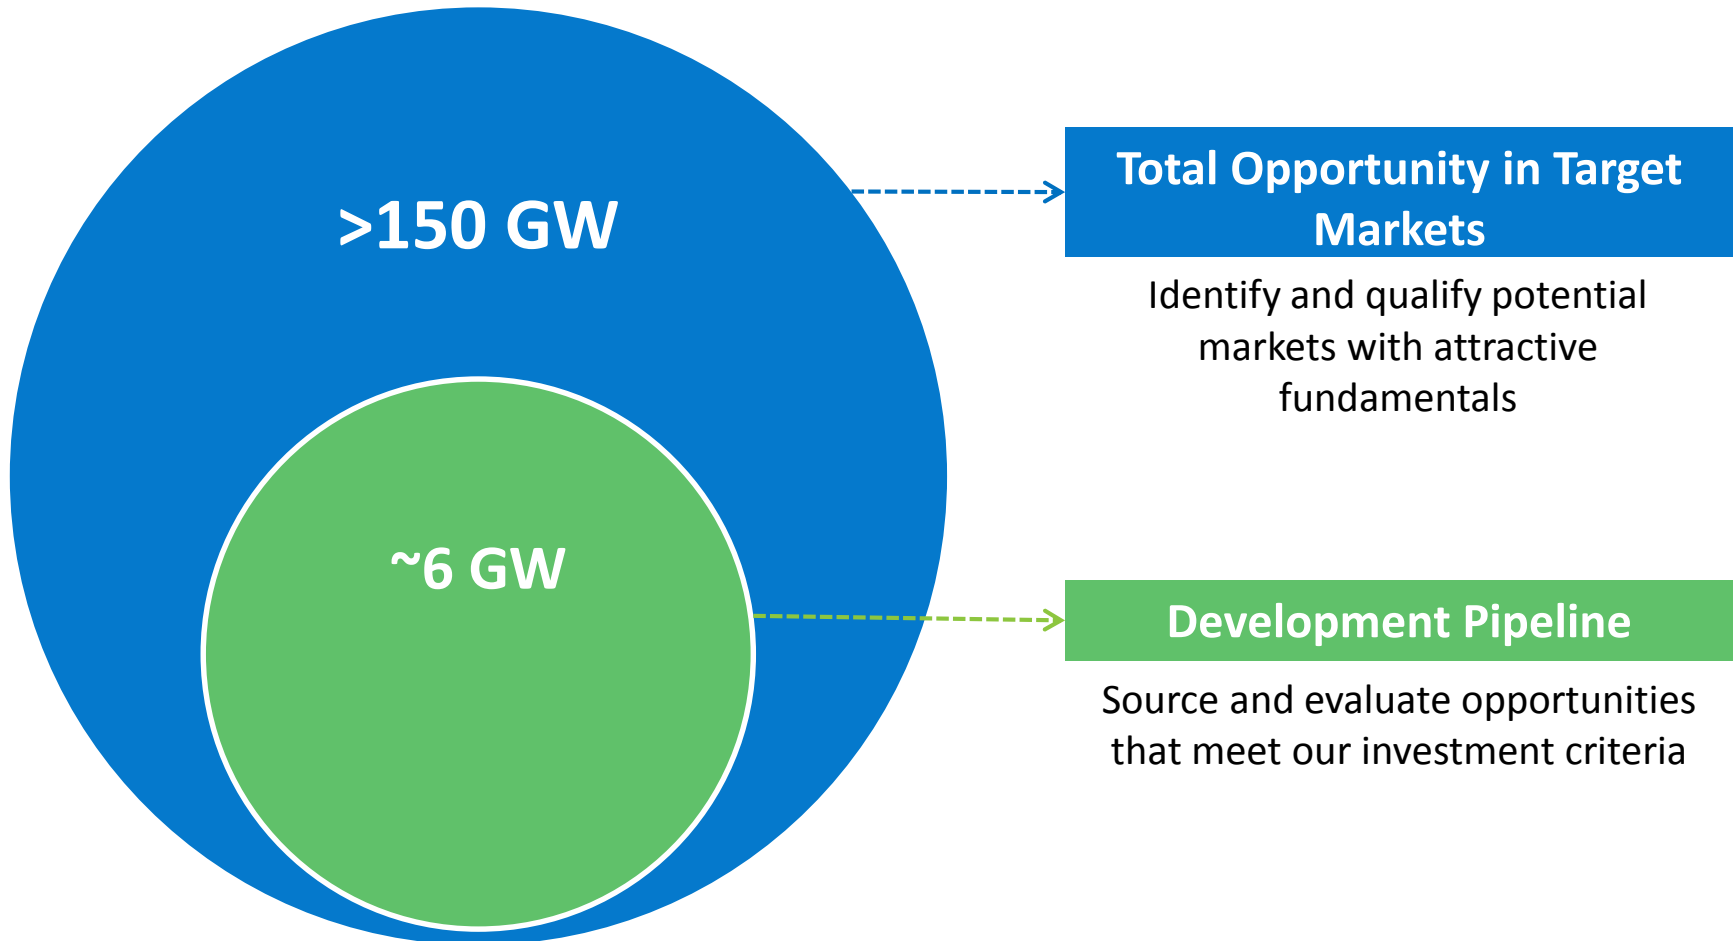 >150 GW
Total Opportunity in Target
Markets
Identify and qualify potential
markets with attractive
fundamentals
~6 GW
Development Pipeline
Source and evaluate opportunities
that meet our investment criteria